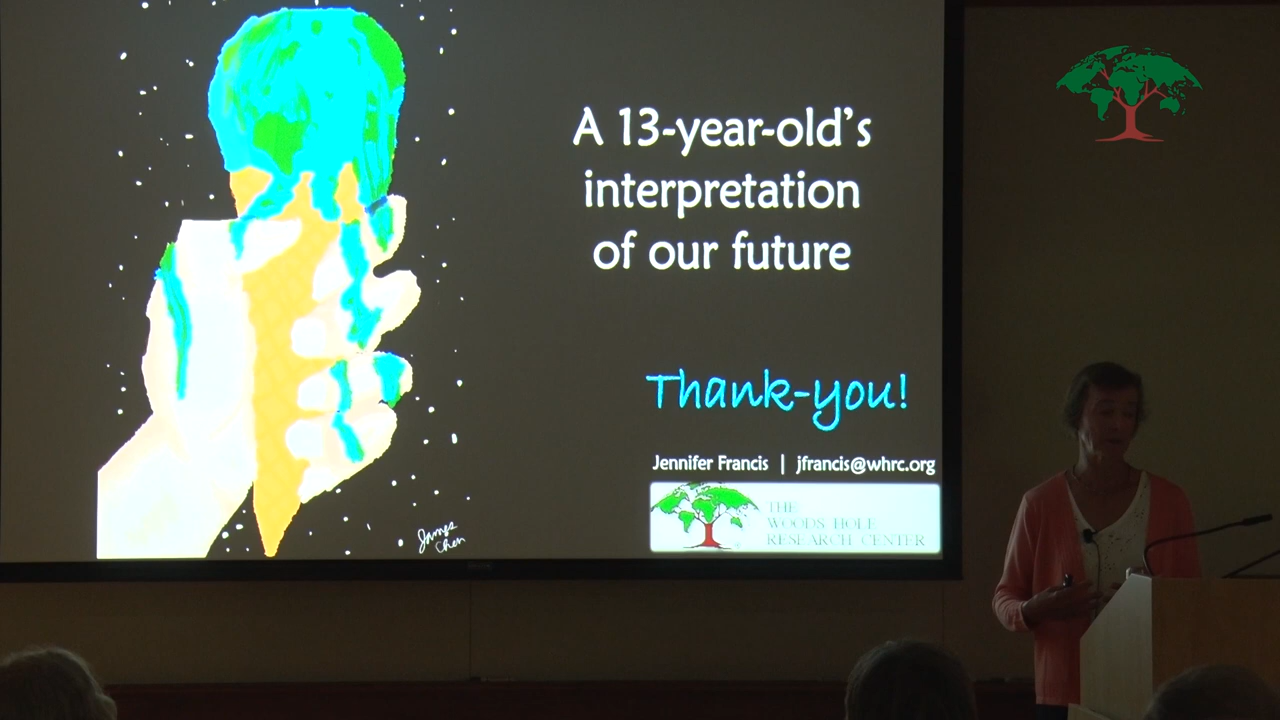 A 13-year-old's
interpretation
of our future
Thank-you!
Jennifer Francis | jfrancis@whrc.org
THE
WOODS HOLE
RESEARCH CENTER
James
Chen